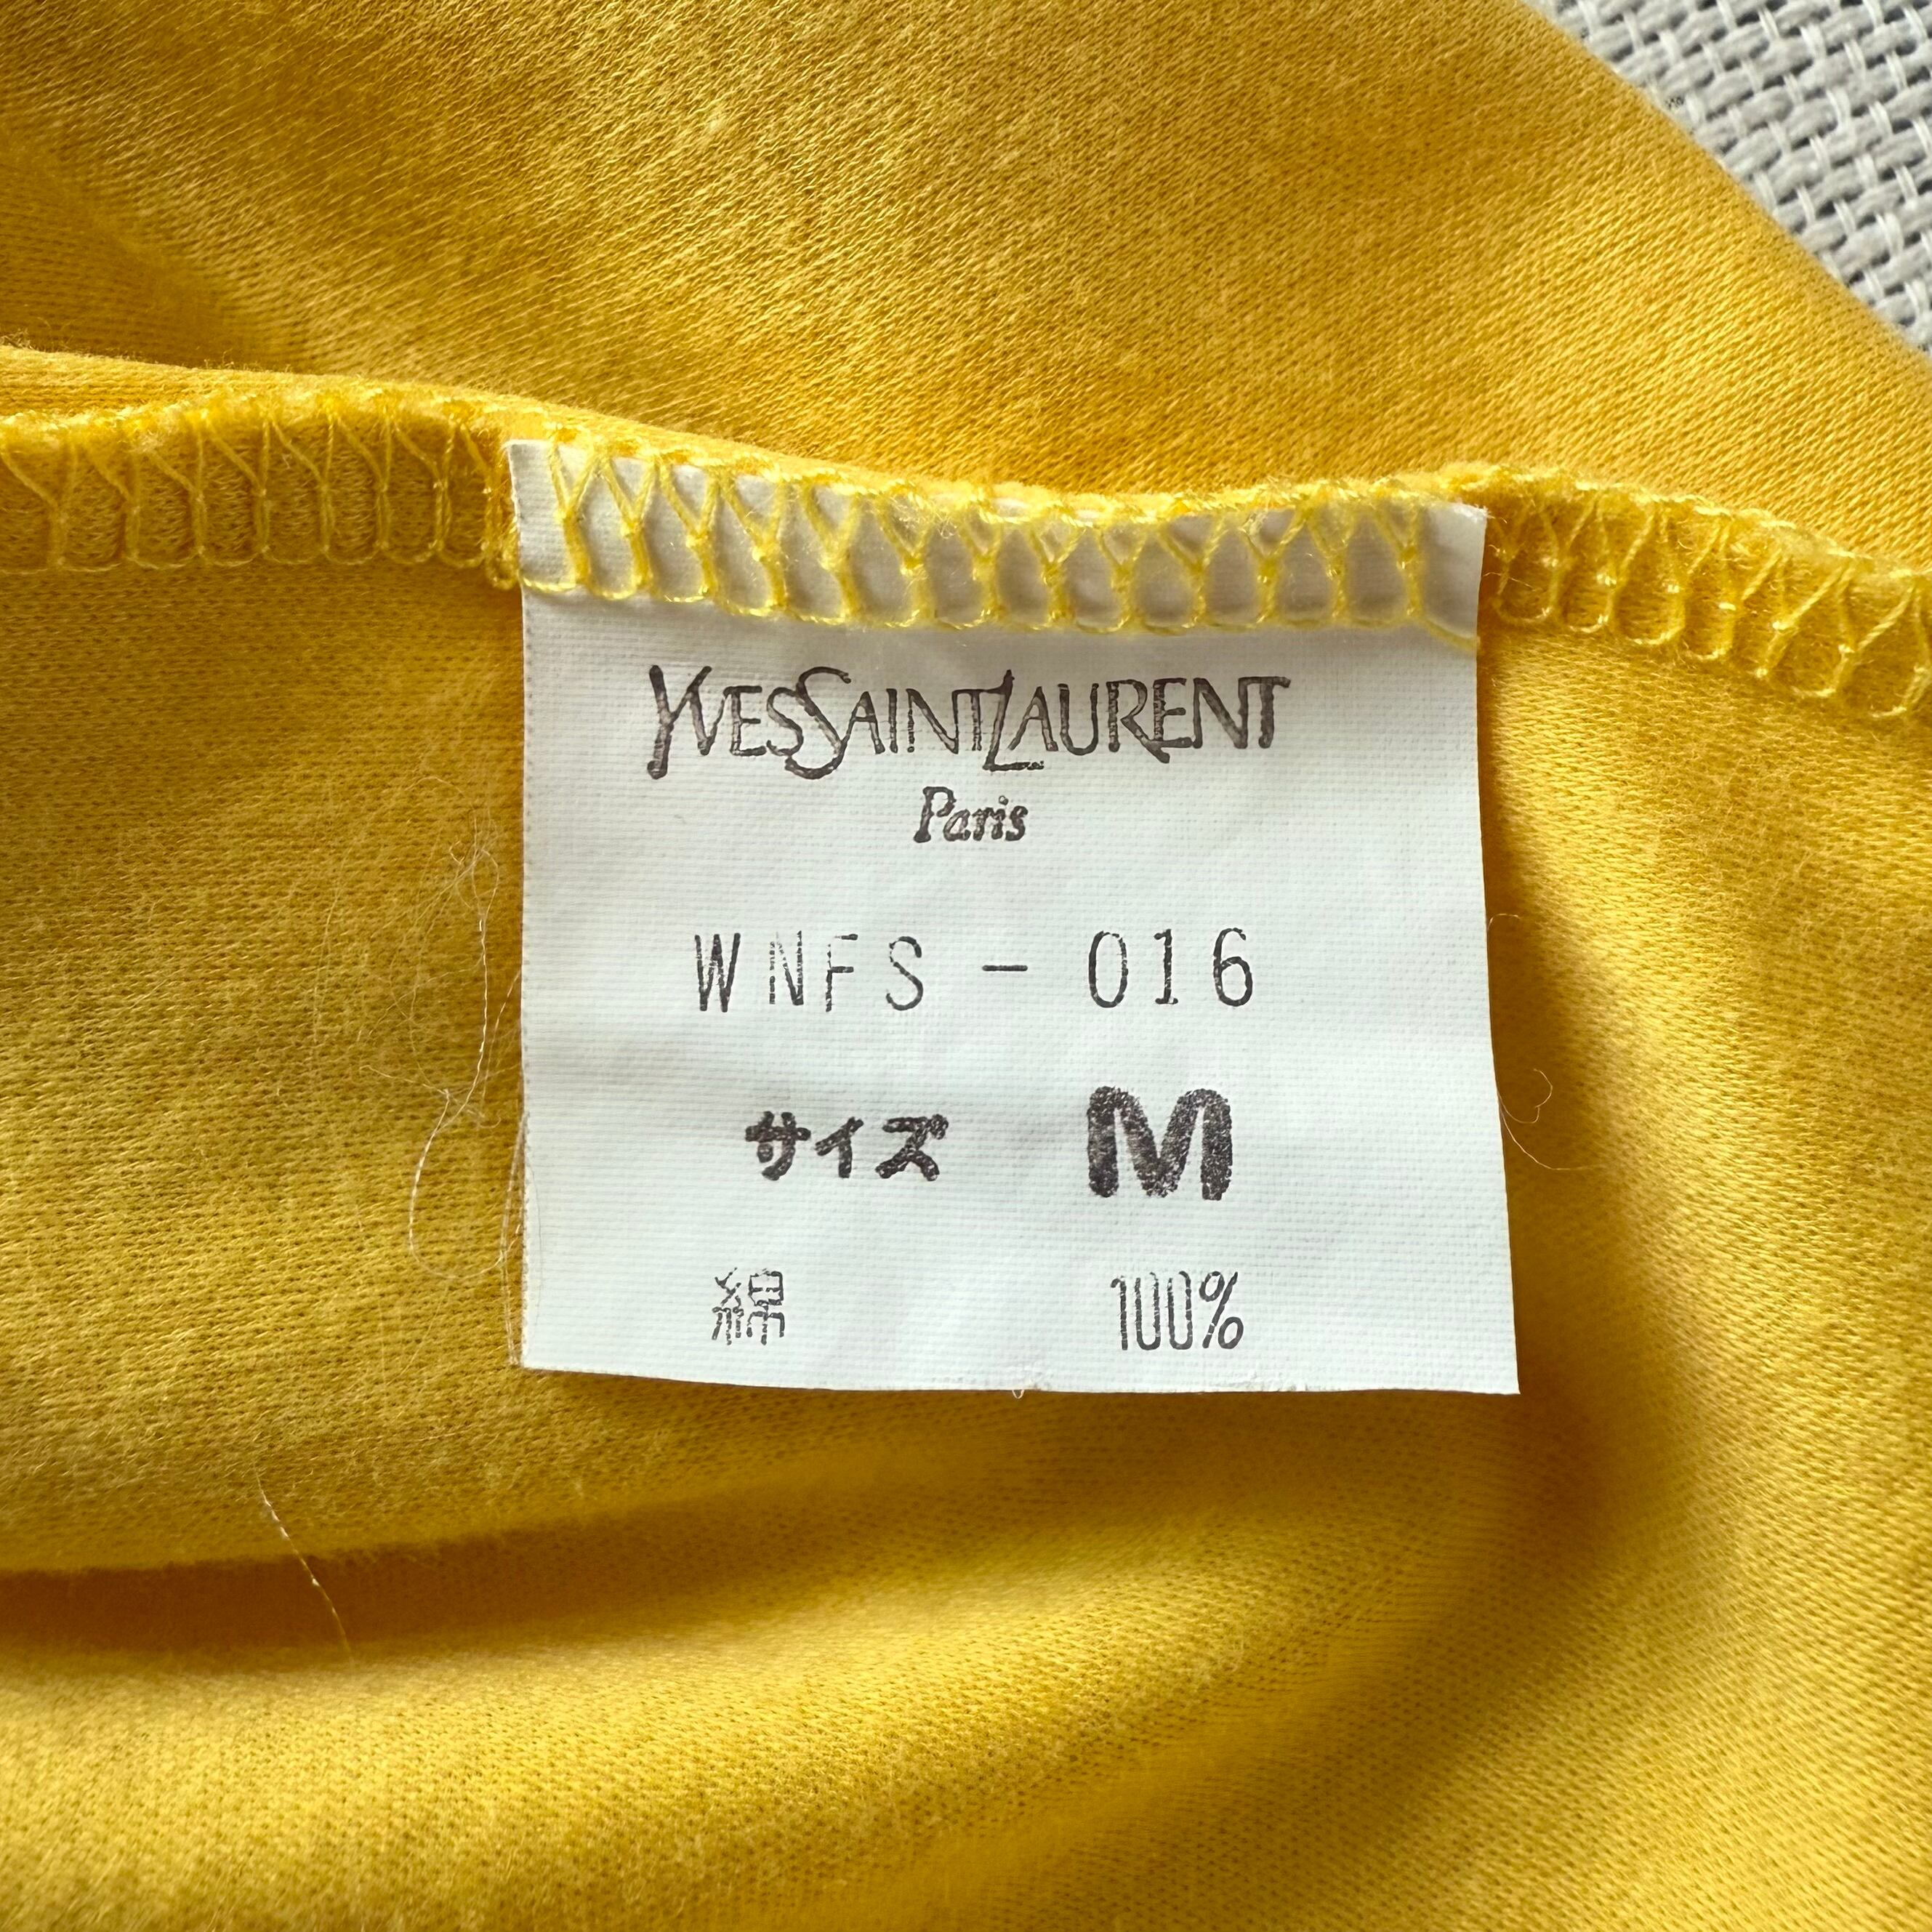 YVESSAINTLAURENT
Paris
WNFS-016
サイズ M
綿 100%